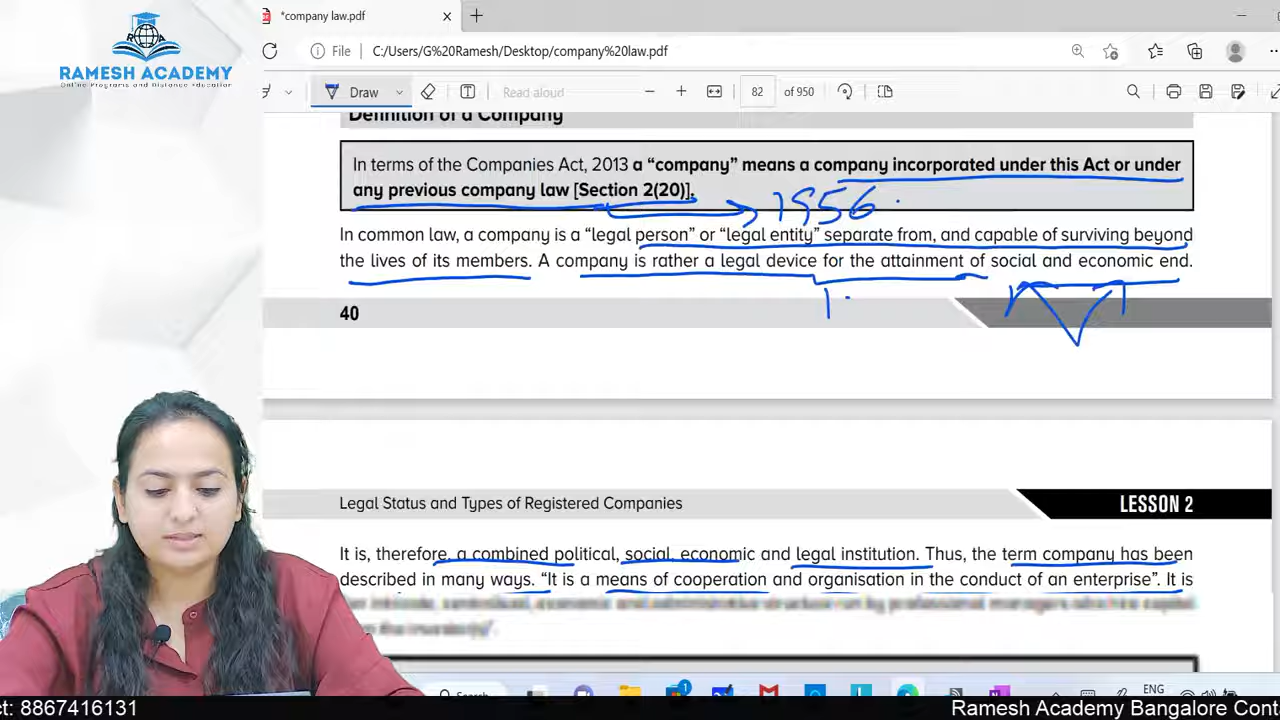 *company law.pdf
RAMESH ACADEMY
Online Programs and Distance Education
File C:/Users/G%20Ramesh/Desktop/company%20law.pdf
Draw Read aloud 82 of 950
Definition of a Company
In terms of the Companies Act, 2013 a “company” means a company incorporated under this Act or under
any previous company law [Section 2(20)].
1956
In common law, a company is a “legal person” or “legal entity” separate from, and capable of surviving beyond
the lives of its members. A company is rather a legal device for the attainment of social and economic end.
40
Legal Status and Types of Registered Companies LESSON 2
It is, therefore, a combined political, social, economic and legal institution. Thus, the term company has been
described in many ways. “It is a means of cooperation and organisation in the conduct of an enterprise”. It is
Search
ENG
ct: 8867416131 Ramesh Academy Bangalore Cont